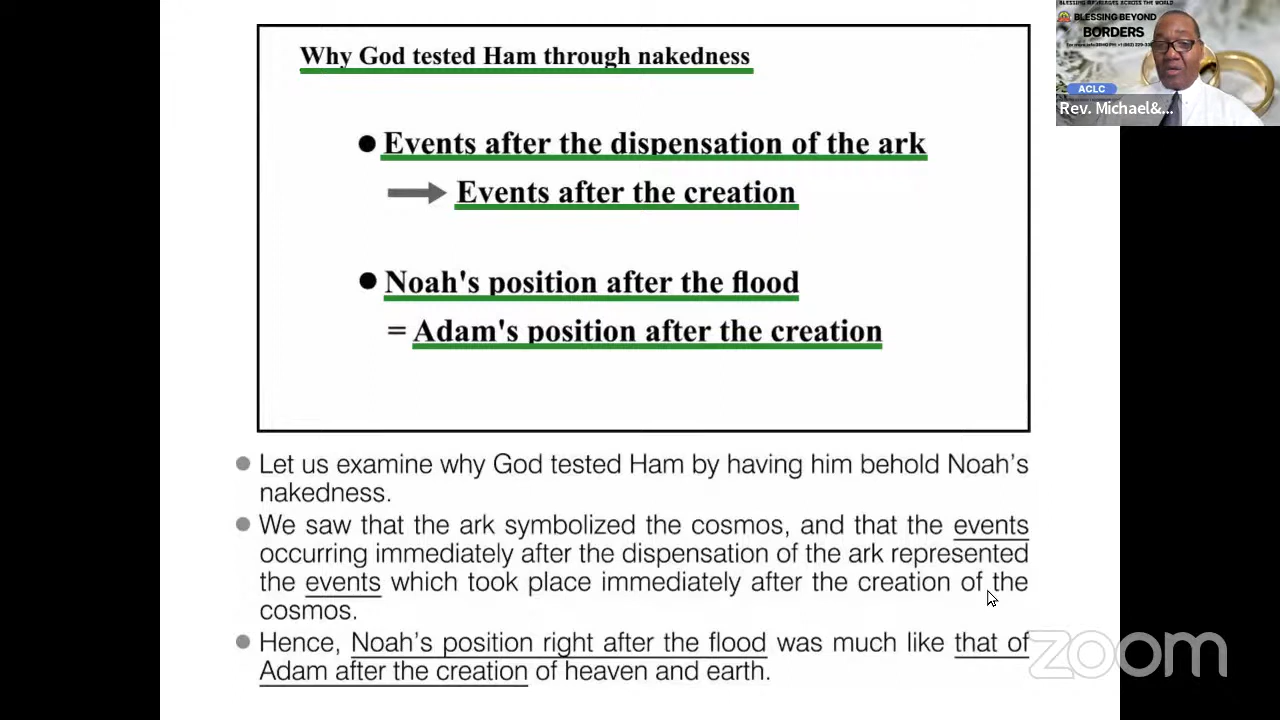 Why God tested Ham through nakedness
● Events after the dispensation of the ark
Events after the creation
● Noah's position after the flood
= Adam's position after the creation
● Let us examine why God tested Ham by having him behold Noah's
nakedness.
● We saw that the ark symbolized the cosmos, and that the events
occurring immediately after the dispensation of the ark represented
the events which took place immediately after the creation of the
cosmos.
● Hence, Noah's position right after the flood was much like that of
Adam after the creation of heaven and earth.
BLESSING MARRIAGES ACROSS THE WORLD
BLESSING BEYOND
BORDERS
ACLC
Rev. Michael&...
zoom